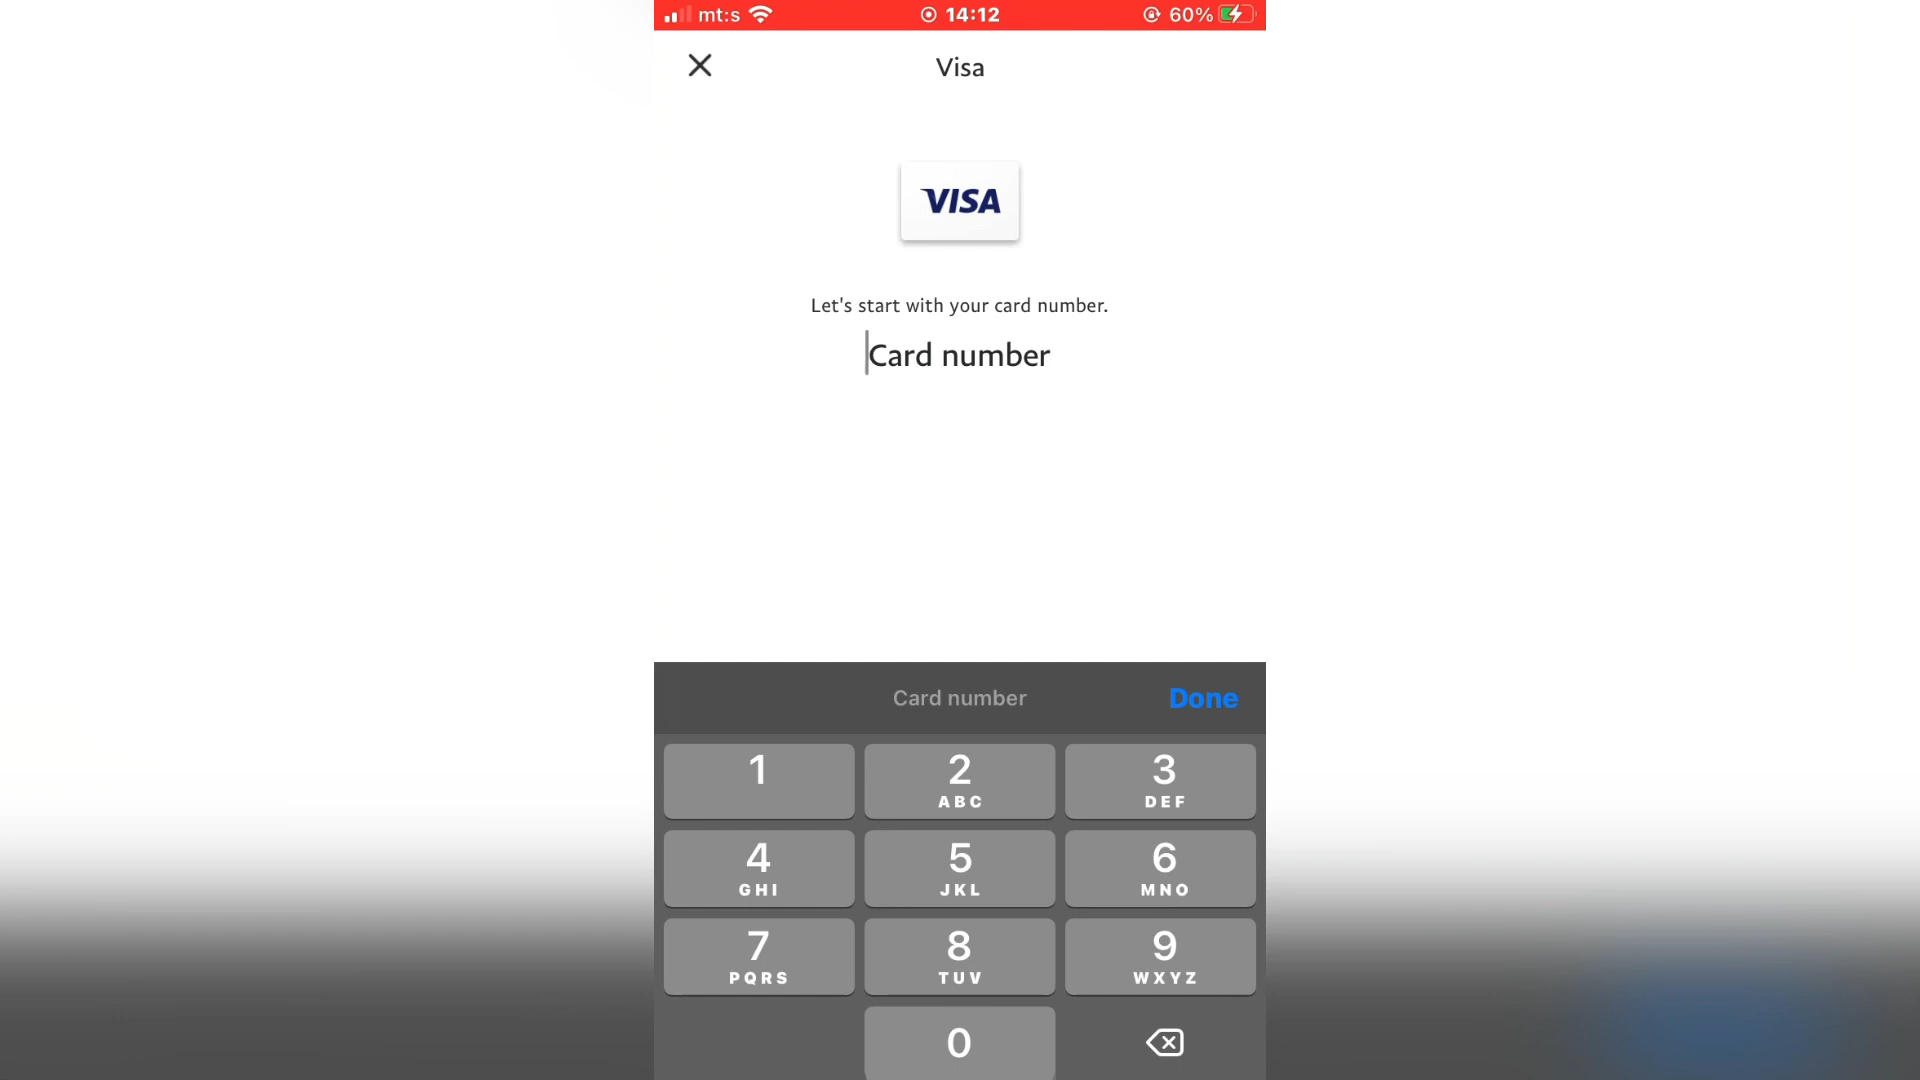 mt:s 14:12 60%
Visa
VISA
Let's start with your card number.
Card number
Card number Done
1 2 3
ABC DEF
4 5 6
GHI JKL MNO
7 8 9
PQRS TUV WXYZ
0